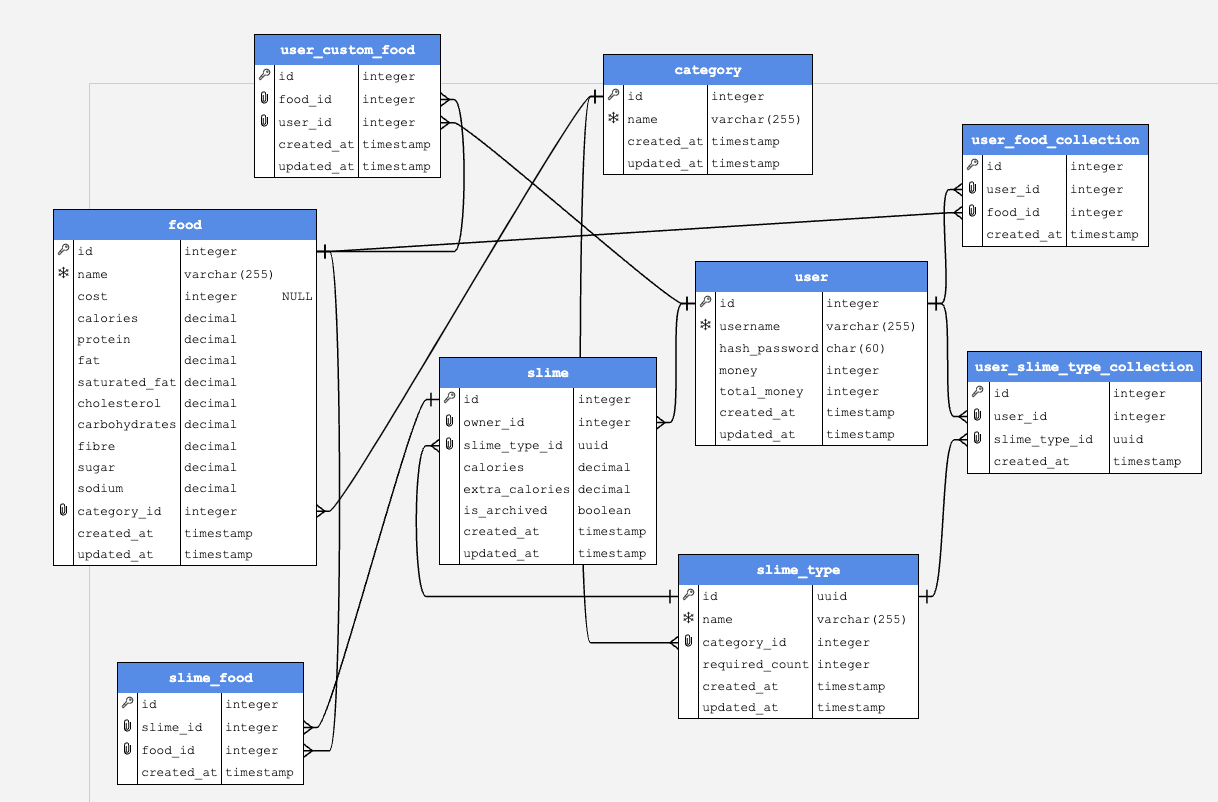 user_custom_food
id integer
food_id integer
user_id integer
created_at timestamp
updated_at timestamp
category
id integer
name varchar(255)
created_at timestamp
updated_at timestamp
user_food_collection
id integer
user_id integer
food_id integer
created_at timestamp
food
id integer
name varchar(255)
cost integer NULL
calories decimal
protein decimal
fat decimal
saturated_fat decimal
cholesterol decimal
carbohydrates decimal
fibre decimal
sugar decimal
sodium decimal
category_id integer
created_at timestamp
updated_at timestamp
user
id integer
username varchar(255)
hash_password char(60)
money integer
total_money integer
created_at timestamp
updated_at timestamp
slime
id integer
owner_id integer
slime_type_id uuid
calories decimal
extra_calories decimal
is_archived boolean
created_at timestamp
updated_at timestamp
user_slime_type_collection
id integer
user_id integer
slime_type_id uuid
created_at timestamp
slime_type
id uuid
name varchar(255)
category_id integer
required_count integer
created_at timestamp
updated_at timestamp
slime_food
id integer
slime_id integer
food_id integer
created_at timestamp